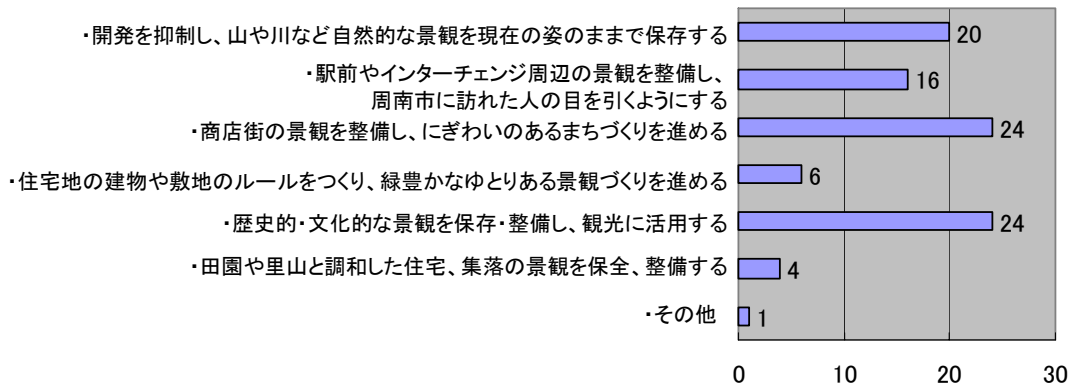 ・開発を抑制し、山や川など自然的な景観を現在の姿のままで保存する 20
・駅前やインターチェンジ周辺の景観を整備し、
周南市に訪れた人の目を引くようにする 16
・商店街の景観を整備し、にぎわいのあるまちづくりを進める 24
・住宅地の建物や敷地のルールをつくり、緑豊かなゆとりある景観づくりを進める 6
・歴史的・文化的な景観を保存・整備し、観光に活用する 24
・田園や里山と調和した住宅、集落の景観を保全、整備する 4
・その他 1
0 10 20 30